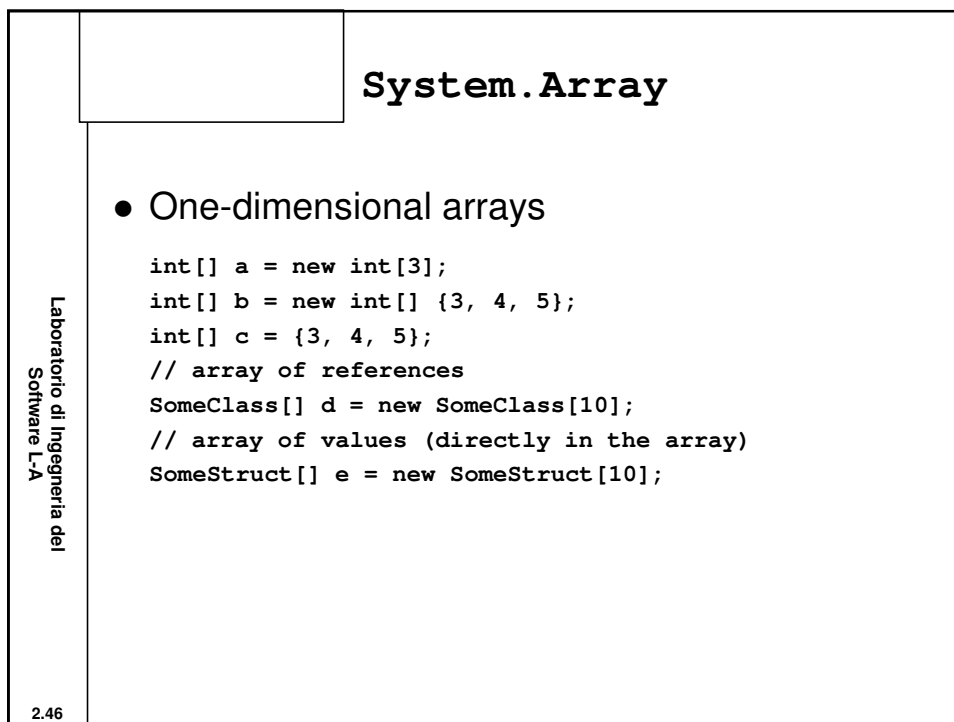 System.Array
● One-dimensional arrays
int[] a = new int[3];
int[] b = new int[] {3, 4, 5};
int[] c = {3, 4, 5};
// array of references
SomeClass[] d = new SomeClass[10];
// array of values (directly in the array)
SomeStruct[] e = new SomeStruct[10];
Laboratorio di Ingegneria del
Software L-A
2.46